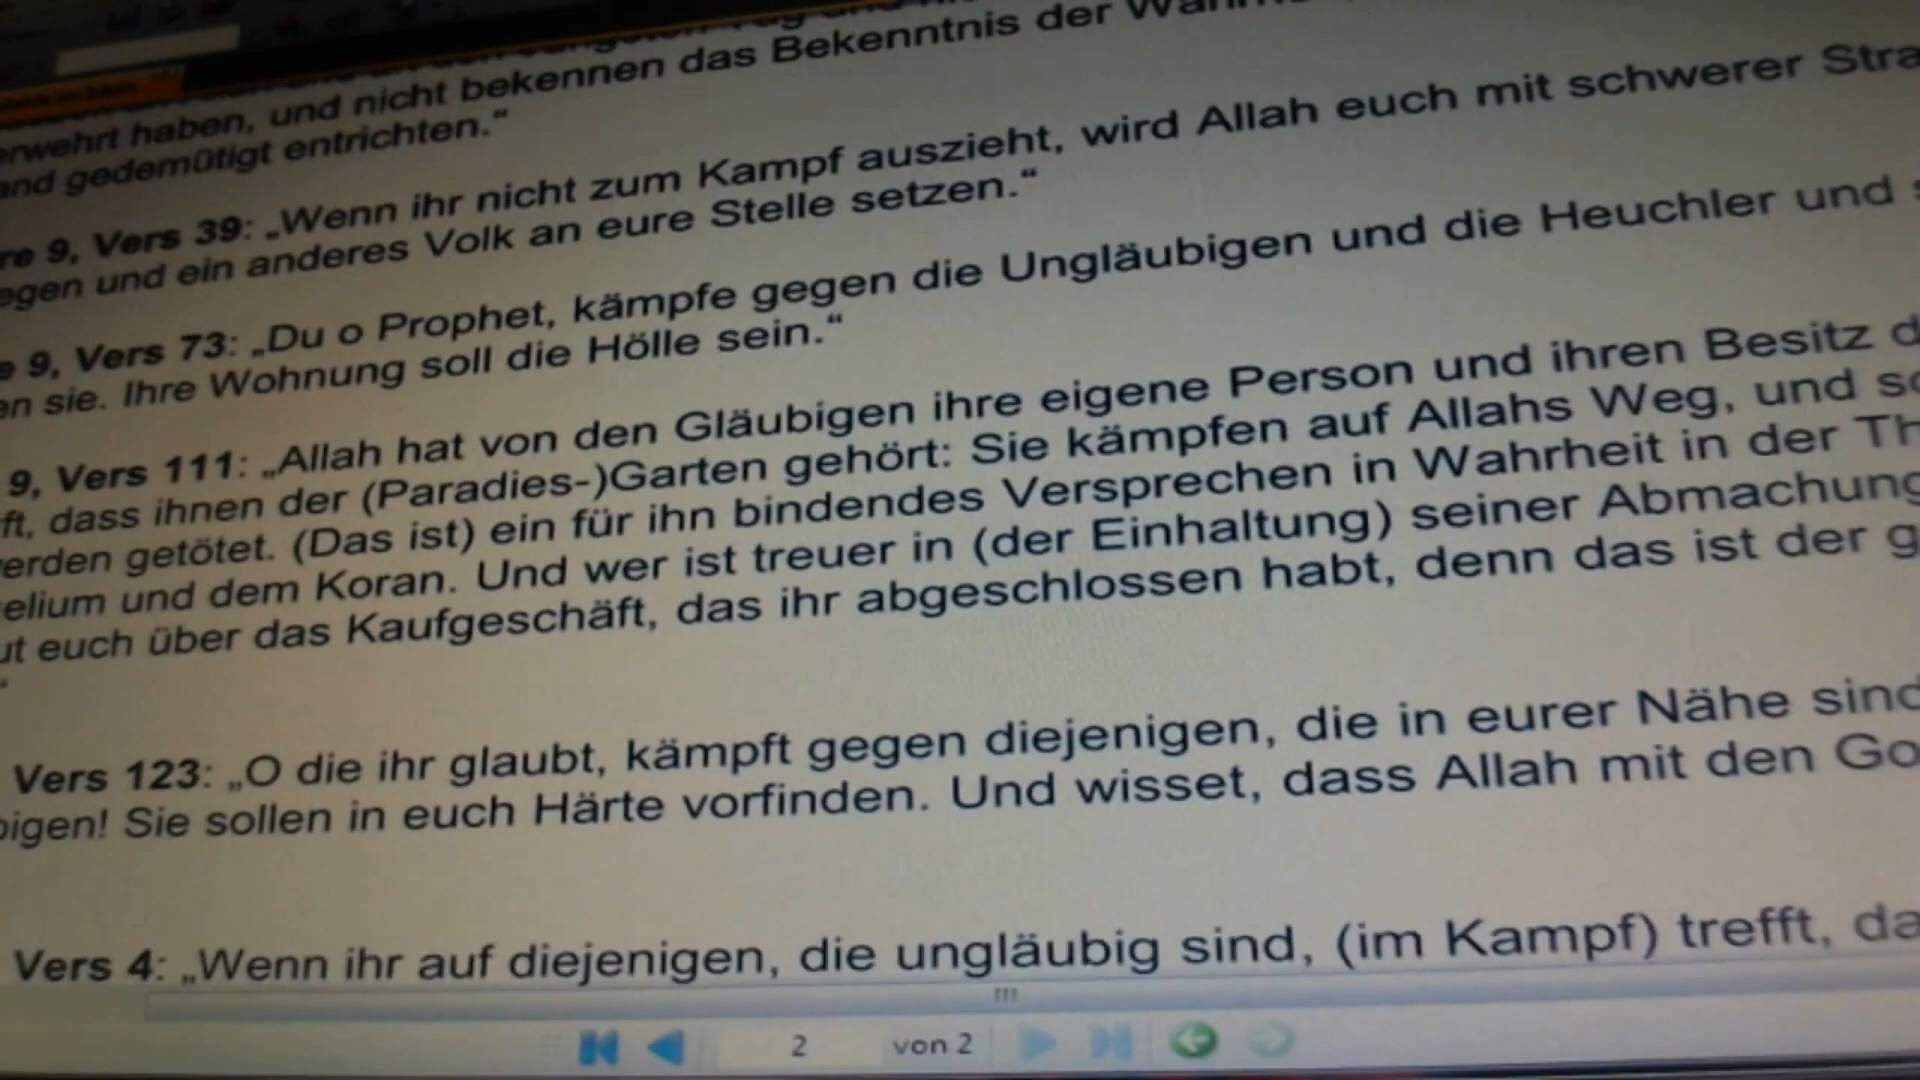 haben, und nicht bekennen das Bekenntnis der
gedemütigt entrichten.“
9, Vers 39: „Wenn ihr nicht zum Kampf auszieht, wird Allah euch mit schwerer
und ein anderes Volk an eure Stelle setzen.“
9, Vers 73: „Du o Prophet, kämpfe gegen die Ungläubigen und die Heuchler und
sie. Ihre Wohnung soll die Hölle sein.“
9, Vers 111: „Allah hat von den Gläubigen ihre eigene Person und ihren Besitz
dass ihnen der (Paradies-)Garten gehört: Sie kämpfen auf Allahs Weg, und
getötet. (Das ist) ein für ihn bindendes Versprechen in Wahrheit in der
und dem Koran. Und wer ist treuer in (der Einhaltung) seiner Abmachung
euch über das Kaufgeschäft, das ihr abgeschlossen habt, denn das ist der
Vers 123: „O die ihr glaubt, kämpft gegen diejenigen, die in eurer Nähe sind
bigen! Sie sollen in euch Härte vorfinden. Und wisset, dass Allah mit den
Vers 4: „Wenn ihr auf diejenigen, die ungläubig sind, (im Kampf) trefft,
2 von 2